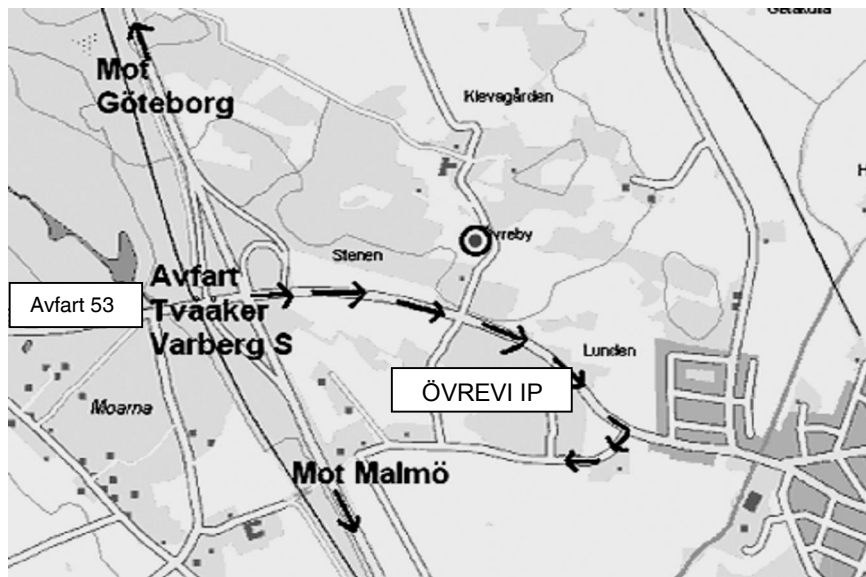 Mot
Göteborg
Klevagården
Stenen
Avfart
Tvaaker
Varberg S
Avfart 53
Lunden
ÖVREVI IP
Moarna
Mot Malmö